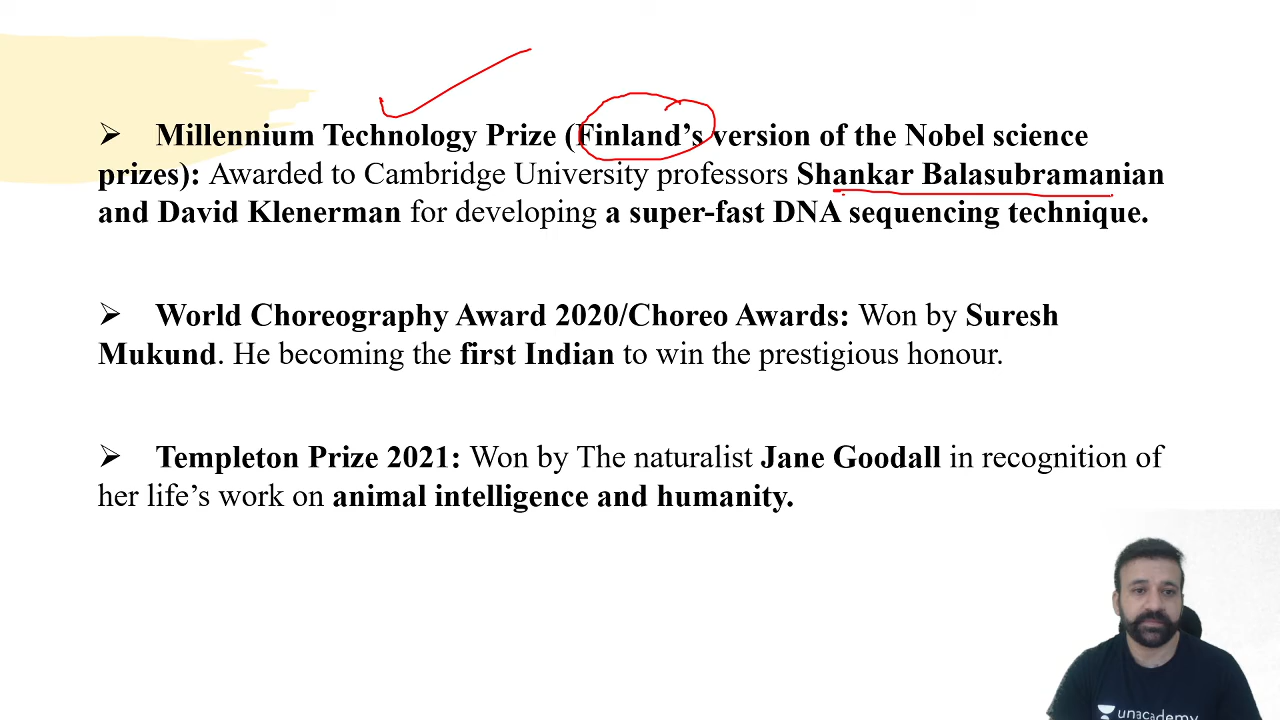 ➢ Millennium Technology Prize (Finland’s version of the Nobel science
prizes): Awarded to Cambridge University professors Shankar Balasubramanian
and David Klenerman for developing a super-fast DNA sequencing technique.
➢ World Choreography Award 2020/Choreo Awards: Won by Suresh
Mukund. He becoming the first Indian to win the prestigious honour.
➢ Templeton Prize 2021: Won by The naturalist Jane Goodall in recognition of
her life’s work on animal intelligence and humanity.
unacademy